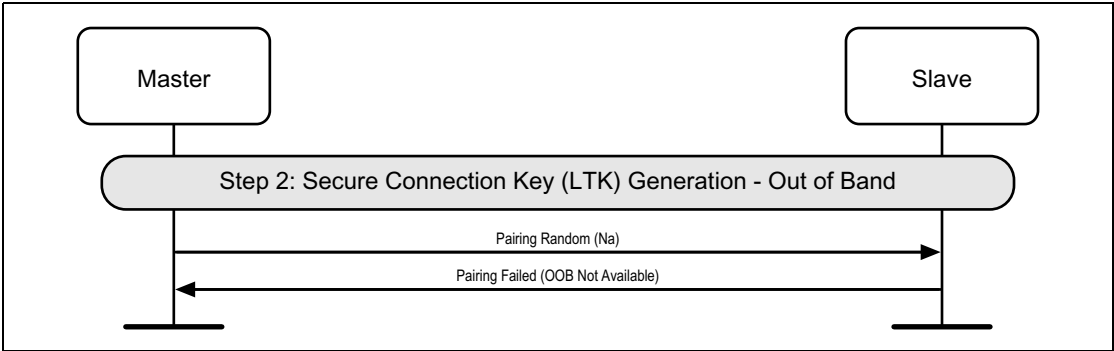 Master
Slave
Step 2: Secure Connection Key (LTK) Generation - Out of Band
Pairing Random (Na)
Pairing Failed (OOB Not Available)